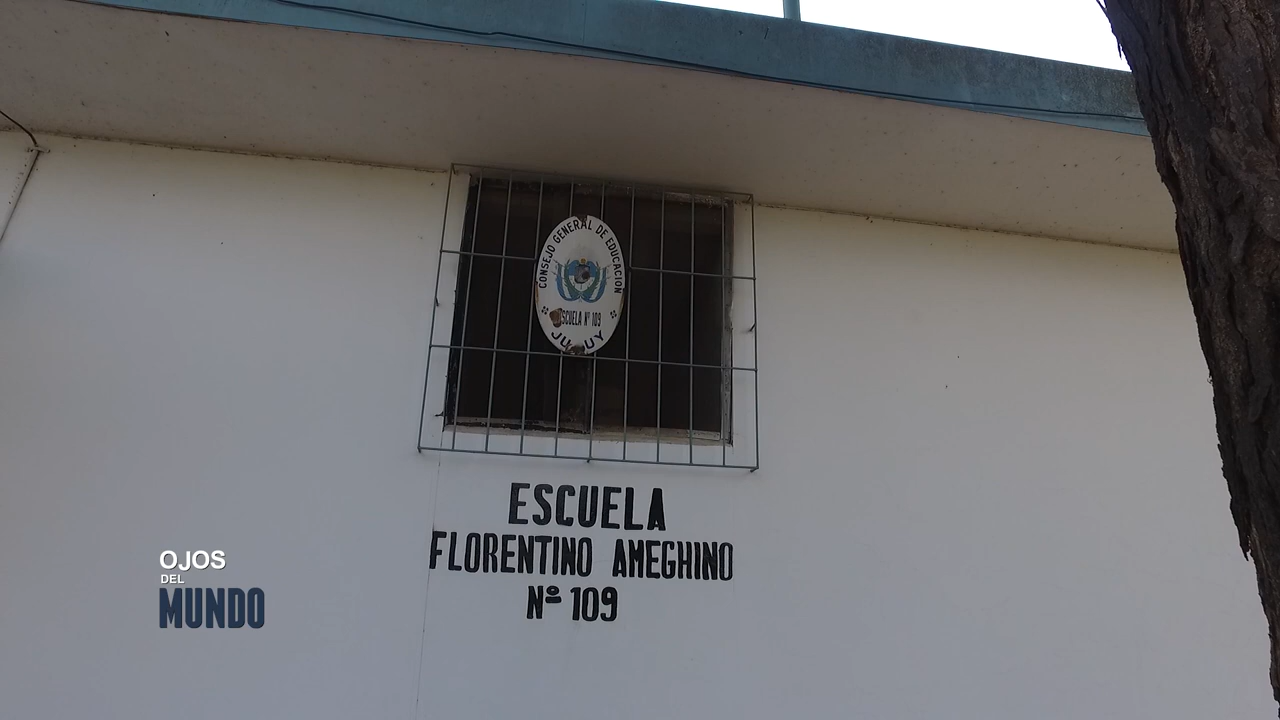 CONSEJO GENERAL DE EDUCACION
ESCUELA Nº 109
JUJUY
ESCUELA
FLORENTINO AMEGHINO
Nº 109
OJOS
DEL
MUNDO